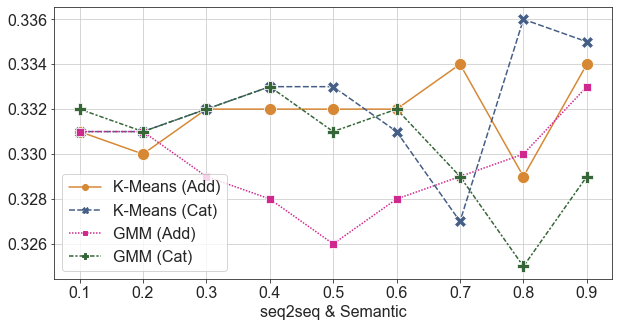 0.336
0.334
0.332
0.330
0.328
0.326
K-Means (Add)
K-Means (Cat)
GMM (Add)
GMM (Cat)
0.1 0.2 0.3 0.4 0.5 0.6 0.7 0.8 0.9
seq2seq & Semantic